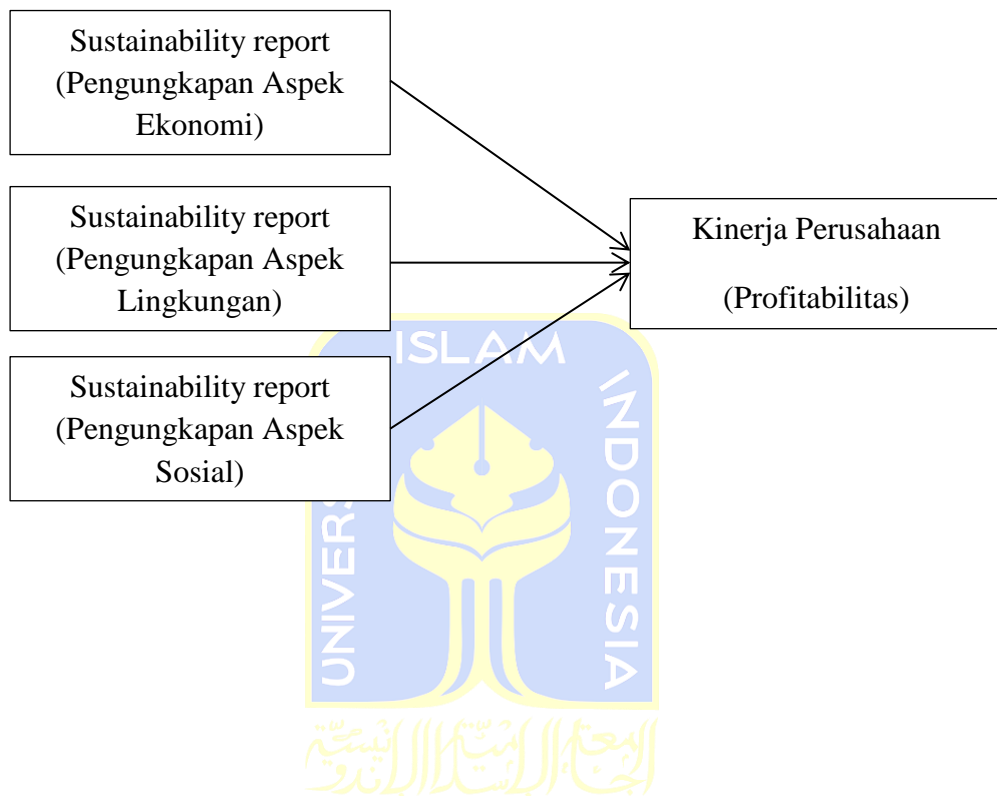 Sustainability report
(Pengungkapan Aspek
Ekonomi)
Sustainability report
(Pengungkapan Aspek
Lingkungan)
Sustainability report
(Pengungkapan Aspek
Sosial)
Kinerja Perusahaan
(Profitabilitas)
ISLAM
INDONESIA
UNIVERS